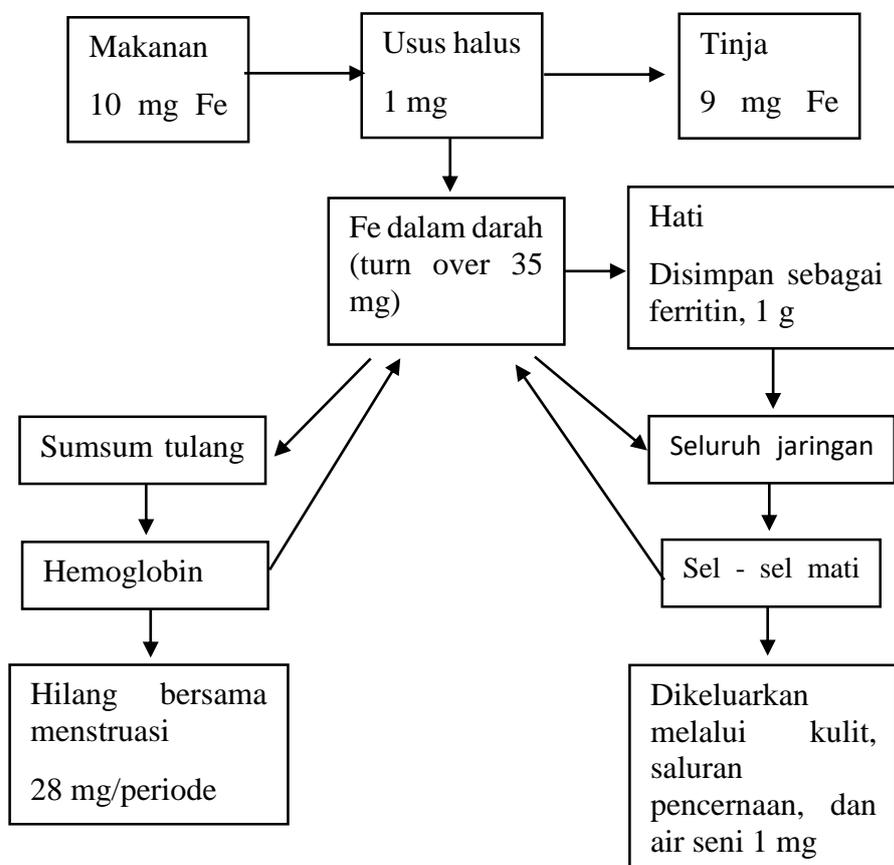 Makanan
10 mg Fe
Usus halus
1 mg
Tinja
9 mg Fe
Fe dalam darah
(turn over 35
mg)
Hati
Disimpan sebagai
ferritin, 1 g
Sumsum tulang
Seluruh jaringan
Hemoglobin
Sel - sel mati
Hilang bersama
menstruasi
28 mg/periode
Dikeluarkan
melalui kulit,
saluran
pencernaan, dan
air seni 1 mg